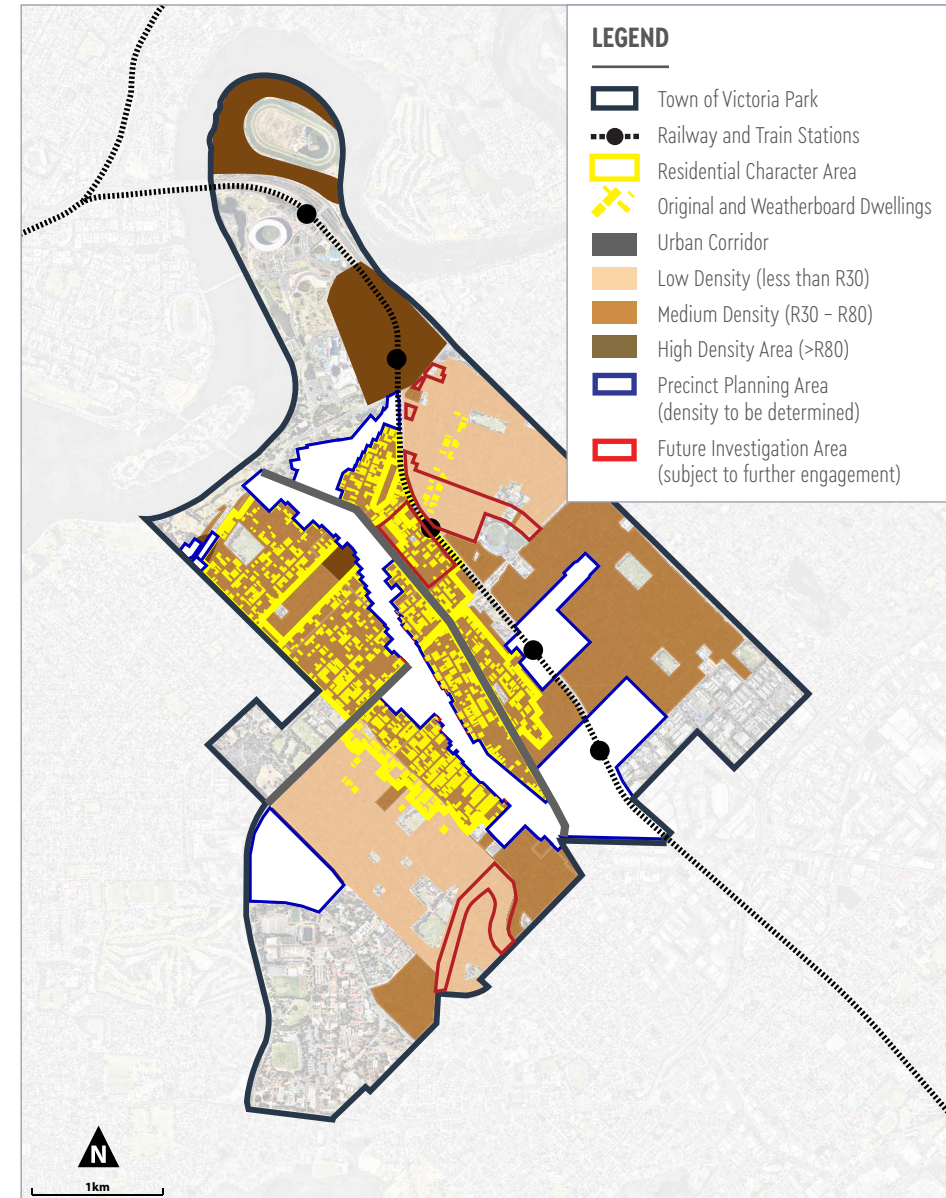 LEGEND
Town of Victoria Park
Railway and Train Stations
Residential Character Area
Original and Weatherboard Dwellings
Urban Corridor
Low Density (less than R30)
Medium Density (R30 – R80)
High Density Area (>R80)
Precinct Planning Area
(density to be determined)
Future Investigation Area
(subject to further engagement)
N
1km